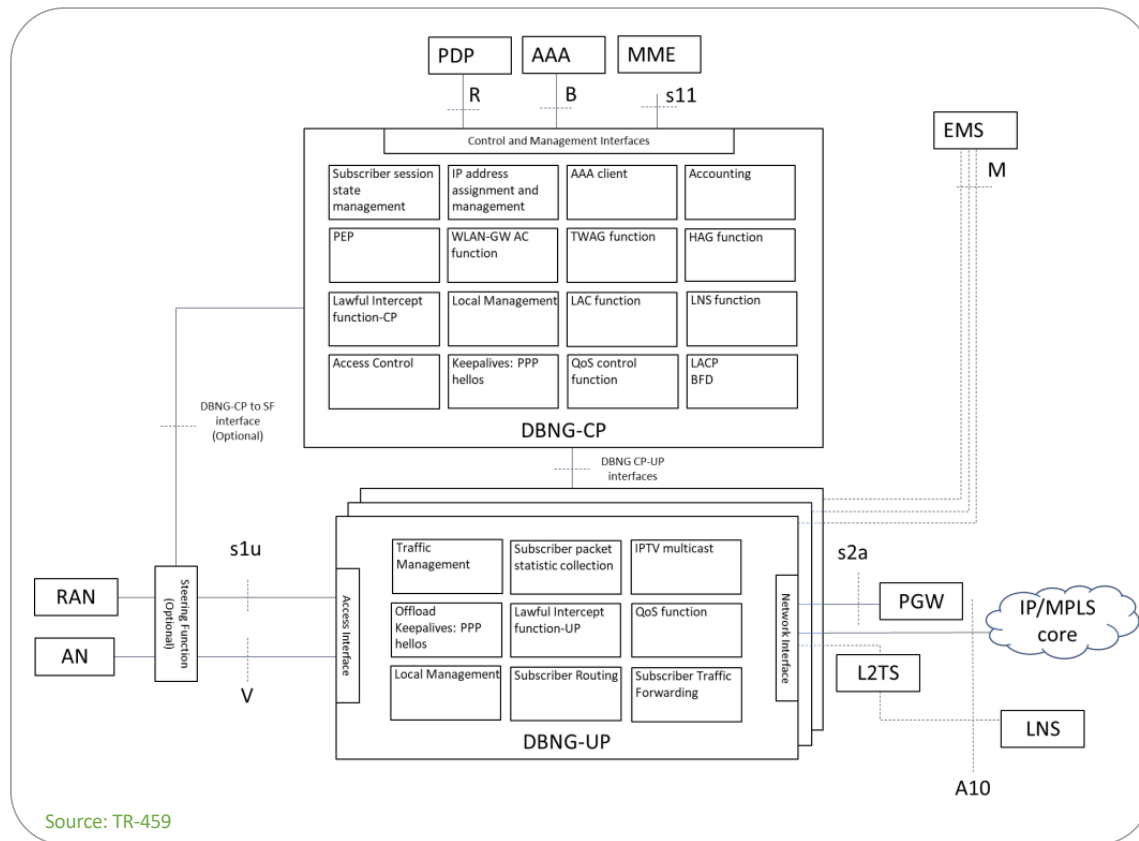 PDP
AAA
MME
R
B
s11
EMS
M
Control and Management Interfaces
Subscriber session
state
management
IP address
assignment and
management
AAA client
Accounting
PEP
WLAN-GW AC
function
TWAG function
HAG function
Lawful Intercept
function-CP
Local Management
LAC function
LNS function
Access Control
Keepalives: PPP
hellos
QoS control
function
LACP
BFD
DBNG-CP
DBNG-CP to SF
interface
(Optional)
DBNG CP-UP
interfaces
s1u
s2a
RAN
AN
Steering Function
(Optional)
V
Access Interface
Traffic
Management
Subscriber packet
statistic collection
IPTV multicast
Offload
Keepalives: PPP
hellos
Lawful Intercept
function-UP
QoS function
Local Management
Subscriber Routing
Subscriber Traffic
Forwarding
Network Interface
DBNG-UP
PGW
IP/MPLS
core
L2TS
LNS
A10
Source: TR-459